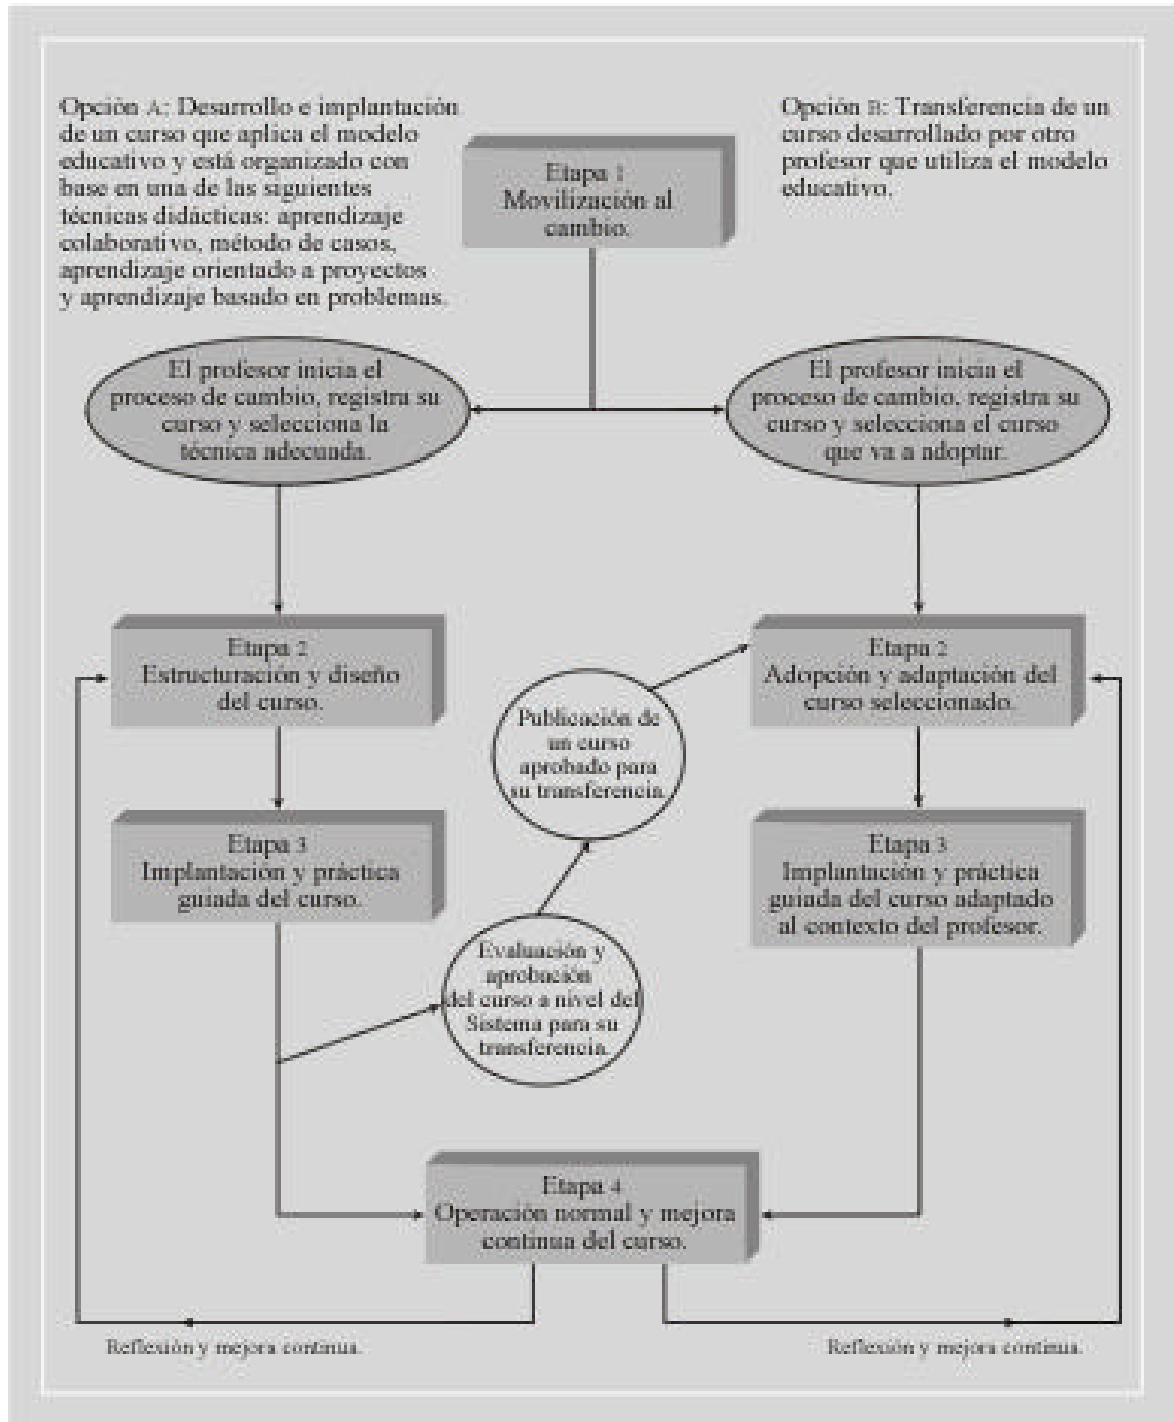 Opción A: Desarrollo e implantación
de un curso que aplica el modelo
educativo y está organizado con
base en una de las siguientes
técnicas didácticas: aprendizaje
colaborativo, método de casos,
aprendizaje orientado a proyectos
y aprendizaje basado en problemas.
Opción B: Transferencia de un
curso desarrollado por otro
profesor que utiliza el modelo
educativo.
Etapa 1
Movilización al
cambio.
El profesor inicia el
proceso de cambio, registra su
curso y selecciona la
técnica adecuada.
El profesor inicia el
proceso de cambio, registra su
curso y selecciona el curso
que va a adoptar.
Etapa 2
Estructuración y diseño
del curso.
Etapa 2
Adopción y adaptación del
curso seleccionado.
Publicación de
un curso
aprobado para
su transferencia.
Etapa 3
Implantación y práctica
guiada del curso.
Etapa 3
Implantación y práctica
guiada del curso adaptado
al contexto del profesor.
Evaluación y
aprobación
del curso a nivel del
Sistema para su
transferencia.
Etapa 4
Operación normal y mejora
continua del curso.
Reflexión y mejora continua.
Reflexión y mejora continua.